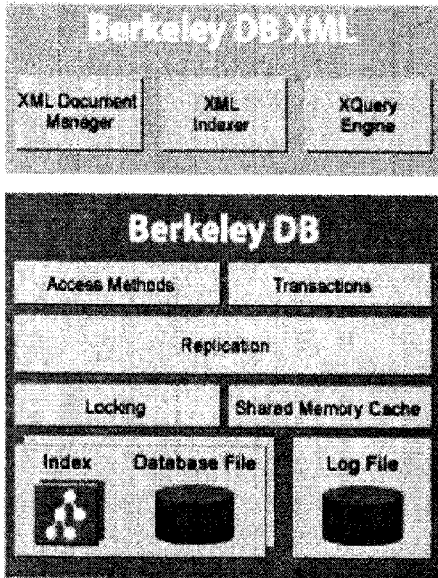 Berkeley DB XML
XML Document Manager
XML Indexer
XQuery Engine
Berkeley DB
Access Methods
Transactions
Replication
Locking
Shared Memory Cache
Index
Database File
Log File